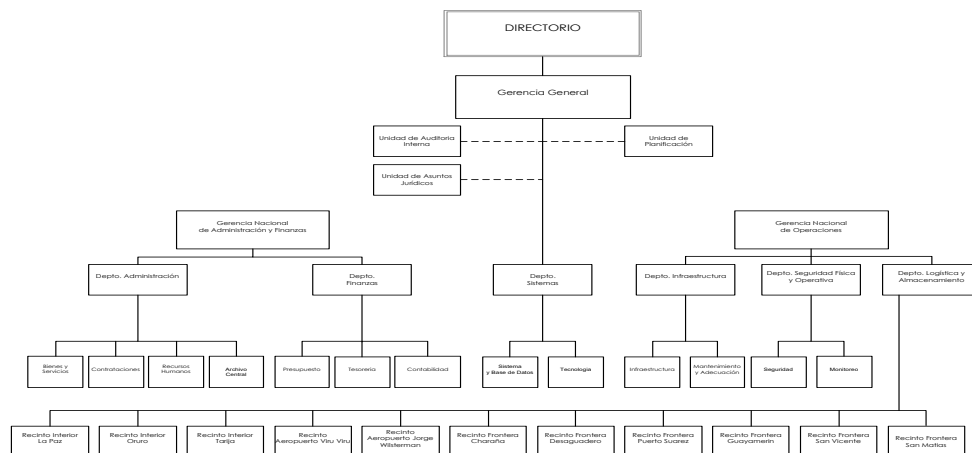 DIRECTORIO
Gerencia General
Unidad de Auditoria
Interna
Unidad de
Planificación
Unidad de Asuntos
Jurídicos
Gerencia Nacional
de Administración y Finanzas
Gerencia Nacional
de Operaciones
Depto. Administración
Depto.
Finanzas
Depto.
Sistemas
Depto. Infraestructura
Depto. Seguridad Física
y Operativa
Depto. Logística y
Almacenamiento
Bienes y
Servicios
Contrataciones
Recursos
Humanos
Archivo
Central
Presupuesto
Tesorería
Contabilidad
Sistema
y Base de Datos
Tecnología
Infraestructura
Mantenimiento
y Adecuación
Seguridad
Monitoreo
Recinto Interior
La Paz
Recinto Interior
Oruro
Recinto Interior
Tarija
Recinto
Aeropuerto Viru Viru
Recinto
Aeropuerto Jorge
Wilsterman
Recinto Frontera
Charaña
Recinto Frontera
Desaguadero
Recinto Frontera
Puerto Suarez
Recinto Frontera
Guayamerín
Recinto Frontera
San Vicente
Recinto Frontera
San Matías